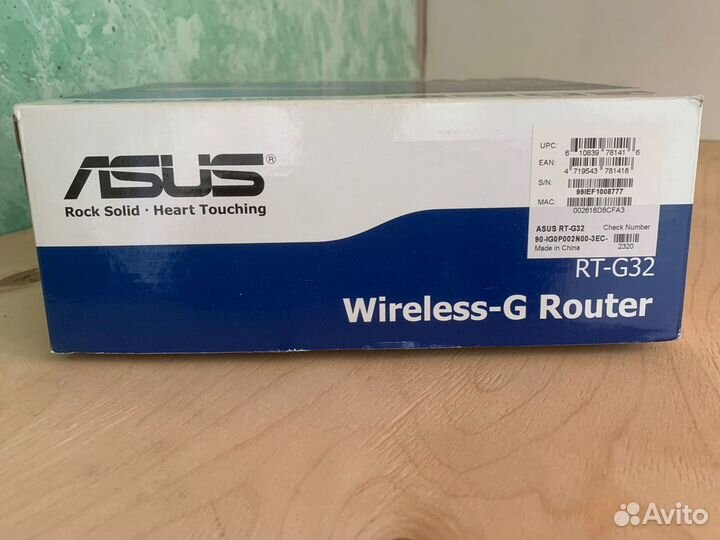 ASUS®
Rock Solid · Heart Touching
UPC: 6 10839 78141 6
EAN: 4 719543 781418
S/N: 99IEF1008777
MAC: 002618D8CFA3
ASUS RT-G32 Check Number
90-IG0P002N00-3EC-
Made in China 2320
RT-G32
Wireless-G Router
Avito